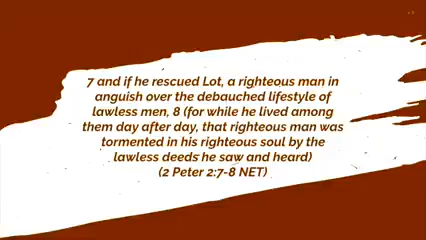 7 and if he rescued Lot, a righteous man in
anguish over the debauched lifestyle of
lawless men, 8 (for while he lived among
them day after day, that righteous man was
tormented in his righteous soul by the
lawless deeds he saw and heard)
(2 Peter 2:7-8 NET)